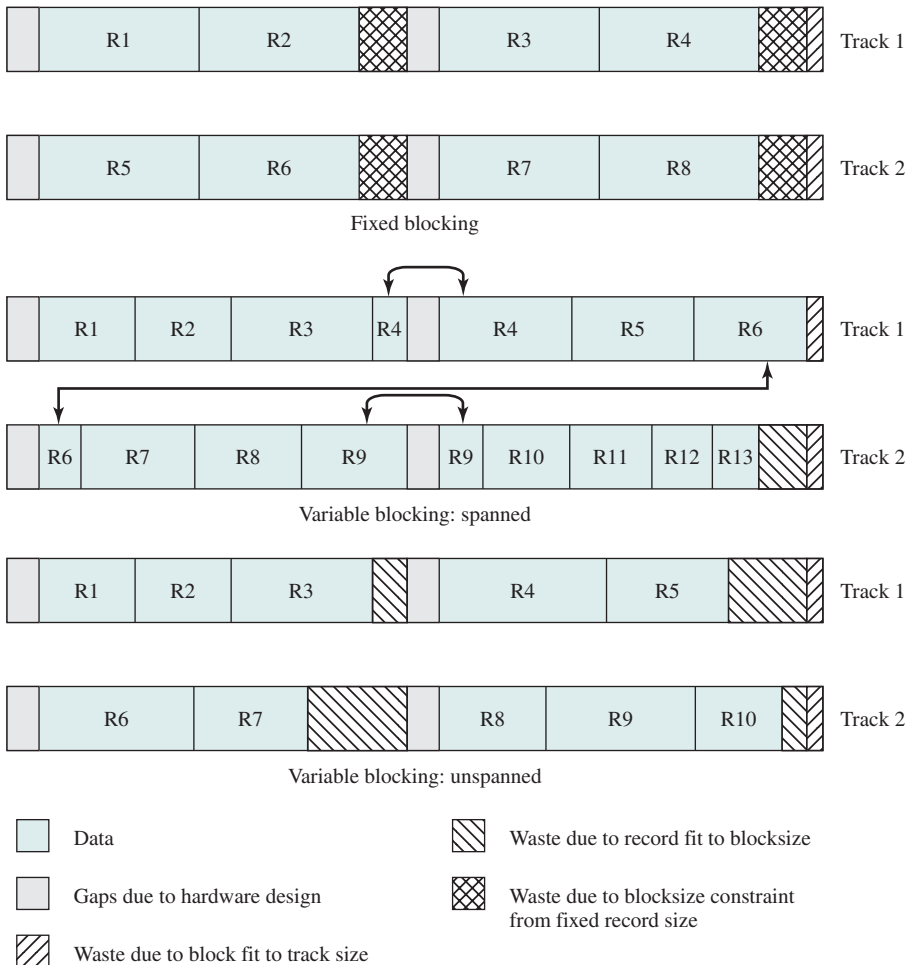 R1 R2 R3 R4 Track 1
R5 R6 R7 R8 Track 2
Fixed blocking
R1 R2 R3 R4 R4 R5 R6 Track 1
R6 R7 R8 R9 R9 R10 R11 R12 R13 Track 2
Variable blocking: spanned
R1 R2 R3 R4 R5 Track 1
R6 R7 R8 R9 R10 Track 2
Variable blocking: unspanned
Data
Gaps due to hardware design
Waste due to block fit to track size
Waste due to record fit to blocksize
Waste due to blocksize constraint
from fixed record size